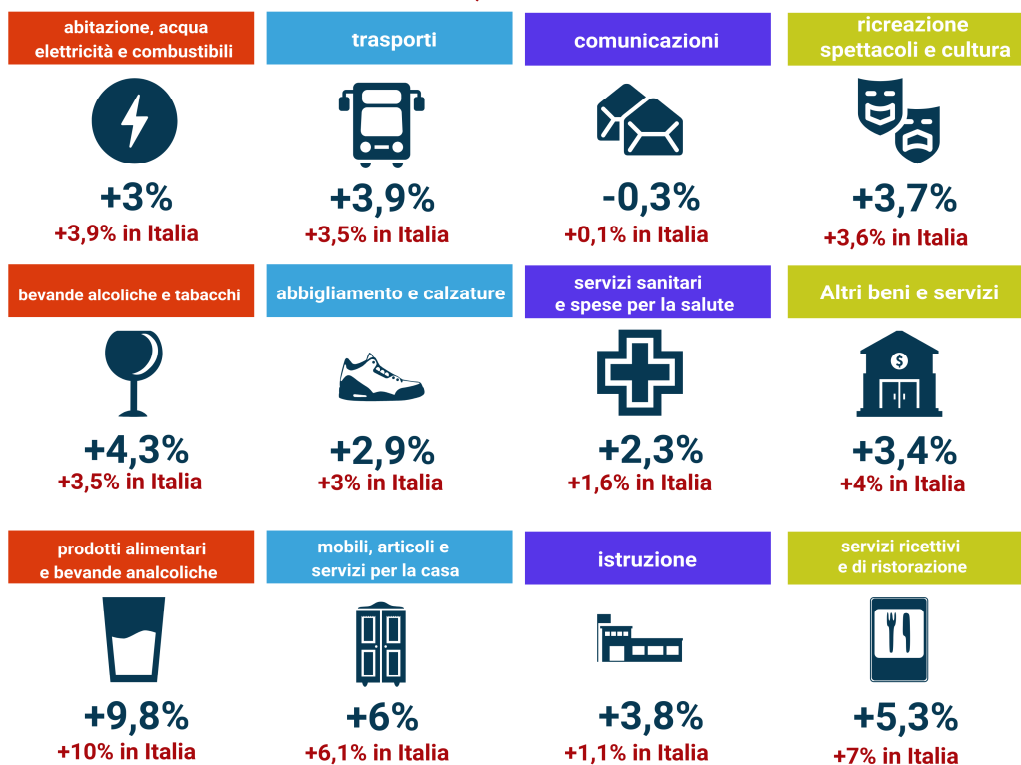 abitazione, acqua
elettricità e combustibili
+3%
+3,9% in Italia
trasporti
+3,9%
+3,5% in Italia
comunicazioni
-0,3%
+0,1% in Italia
ricreazione
spettacoli e cultura
+3,7%
+3,6% in Italia
bevande alcoliche e tabacchi
+4,3%
+3,5% in Italia
abbigliamento e calzature
+2,9%
+3% in Italia
servizi sanitari
e spese per la salute
+2,3%
+1,6% in Italia
Altri beni e servizi
$
+3,4%
+4% in Italia
prodotti alimentari
e bevande analcoliche
+9,8%
+10% in Italia
mobili, articoli e
servizi per la casa
+6%
+6,1% in Italia
istruzione
+3,8%
+1,1% in Italia
servizi ricettivi
e di ristorazione
+5,3%
+7% in Italia